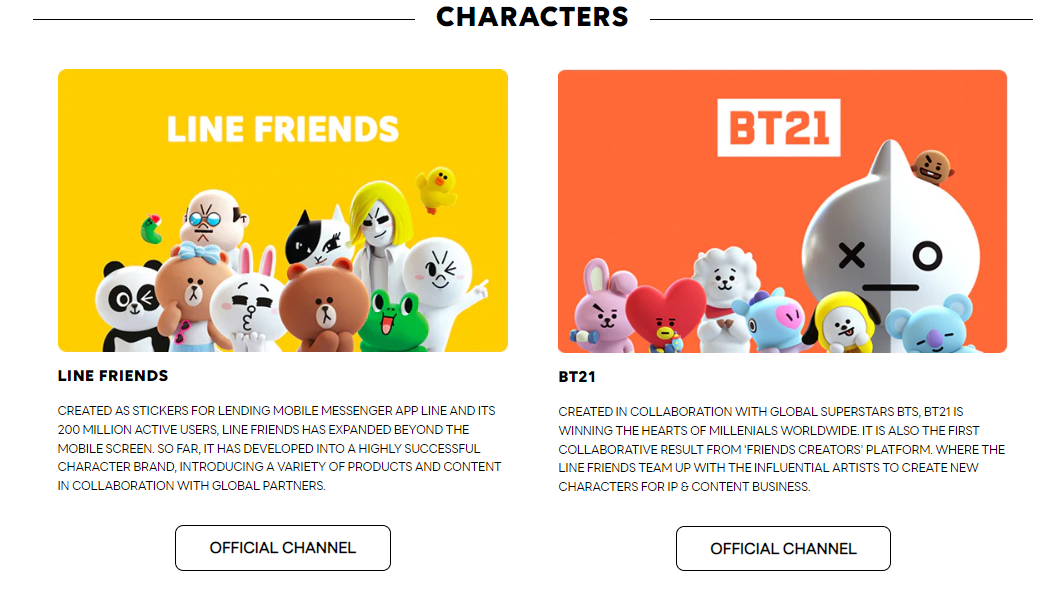 CHARACTERS
LINE FRIENDS
LINE FRIENDS
CREATED AS STICKERS FOR LENDING MOBILE MESSENGER APP LINE AND ITS
200 MILLION ACTIVE USERS, LINE FRIENDS HAS EXPANDED BEYOND THE
MOBILE SCREEN. SO FAR, IT HAS DEVELOPED INTO A HIGHLY SUCCESSFUL
CHARACTER BRAND, INTRODUCING A VARIETY OF PRODUCTS AND CONTENT
IN COLLABORATION WITH GLOBAL PARTNERS.
OFFICIAL CHANNEL
BT21
BT21
CREATED IN COLLABORATION WITH GLOBAL SUPERSTARS BTS, BT21 IS
WINNING THE HEARTS OF MILLENIALS WORLDWIDE. IT IS ALSO THE FIRST
COLLABORATIVE RESULT FROM 'FRIENDS CREATORS' PLATFORM. WHERE THE
LINE FRIENDS TEAM UP WITH THE INFLUENTIAL ARTISTS TO CREATE NEW
CHARACTERS FOR IP & CONTENT BUSINESS.
OFFICIAL CHANNEL